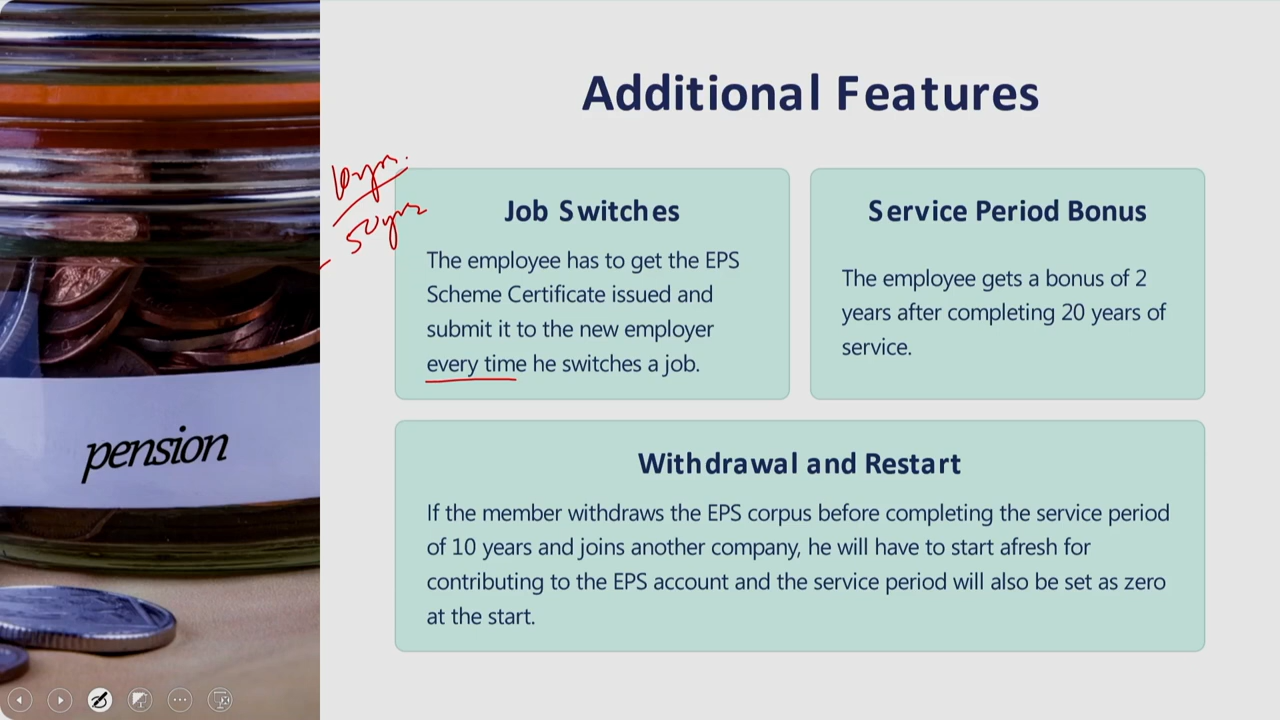 Additional Features
10yrs.
50yrs
Job Switches
The employee has to get the EPS
Scheme Certificate issued and
submit it to the new employer
every time he switches a job.
Service Period Bonus
The employee gets a bonus of 2
years after completing 20 years of
service.
pension
Withdrawal and Restart
If the member withdraws the EPS corpus before completing the service period
of 10 years and joins another company, he will have to start afresh for
contributing to the EPS account and the service period will also be set as zero
at the start.